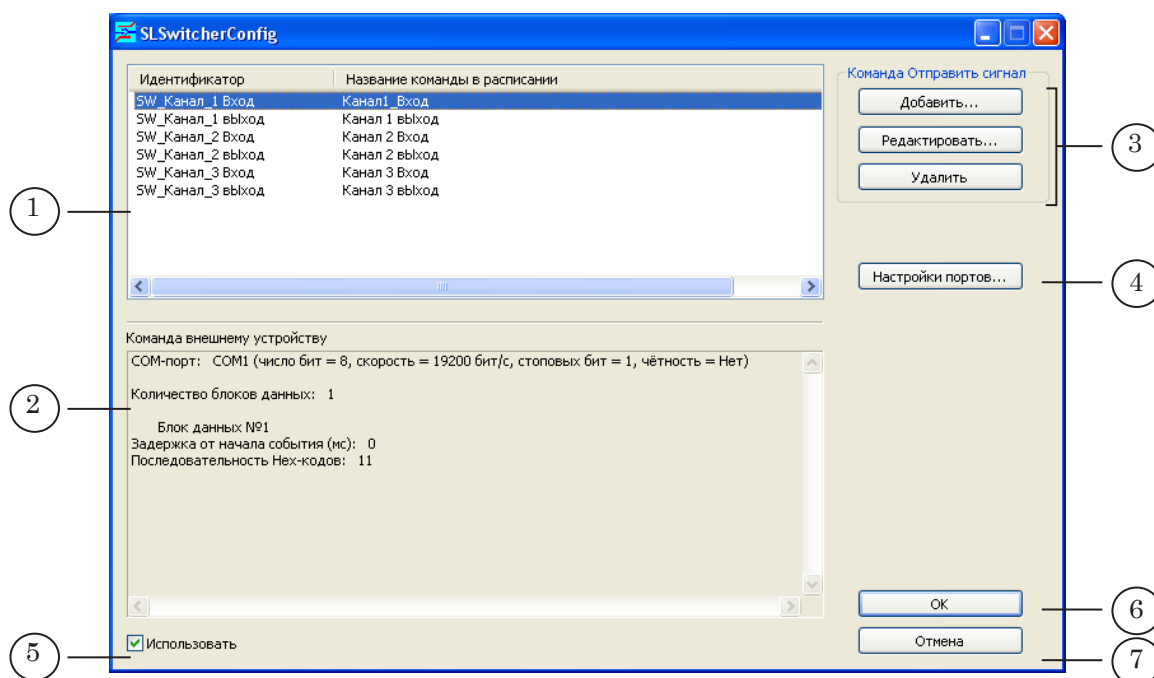 SLSwitcherConfig
Идентификатор Название команды в расписании
SW_Канал_1 Вход Канал1_Вход
SW_Канал_1 выход Канал 1 выход
SW_Канал_2 Вход Канал 2 Вход
SW_Канал_2 выход Канал 2 выход
SW_Канал_3 Вход Канал 3 Вход
SW_Канал_3 выход Канал 3 выход
Команда Отправить сигнал
Добавить...
Редактировать...
Удалить
3
1
Настройки портов...
4
Команда внешнему устройству
COM-порт: COM1 (число бит = 8, скорость = 19200 бит/с, стоповых бит = 1, чётность = Нет)
Количество блоков данных: 1
2
Блок данных №1
Задержка от начала события (мс): 0
Последовательность Hex-кодов: 11
OK
6
5
Использовать
Отмена
7